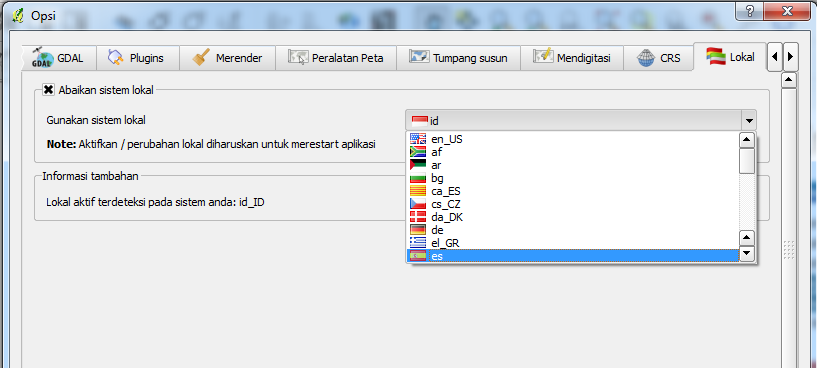 Opsi
GDAL Plugins Merender Peralatan Peta Tumpang susun Mendigitasi CRS Lokal
Abaikan sistem lokal
Gunakan sistem lokal id
Note: Aktifkan / perubahan lokal diharuskan untuk merestart aplikasi
en_US
af
ar
bg
ca_ES
cs_CZ
da_DK
de
el_GR
es
Informasi tambahan
Lokal aktif terdeteksi pada sistem anda: id_ID